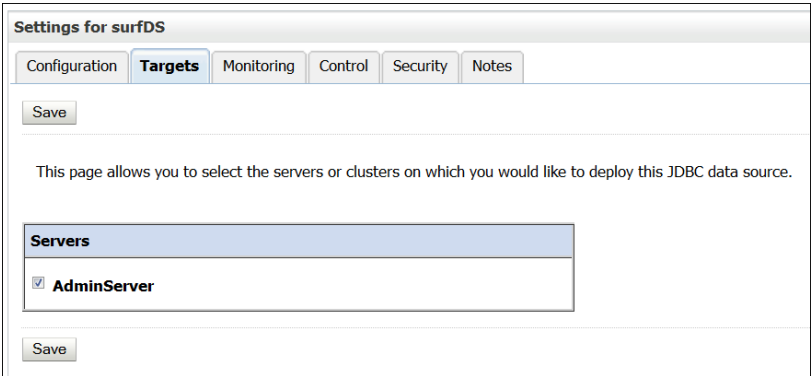 Settings for surfDS
Configuration Targets Monitoring Control Security Notes
Save
This page allows you to select the servers or clusters on which you would like to deploy this JDBC data source.
Servers
AdminServer
Save